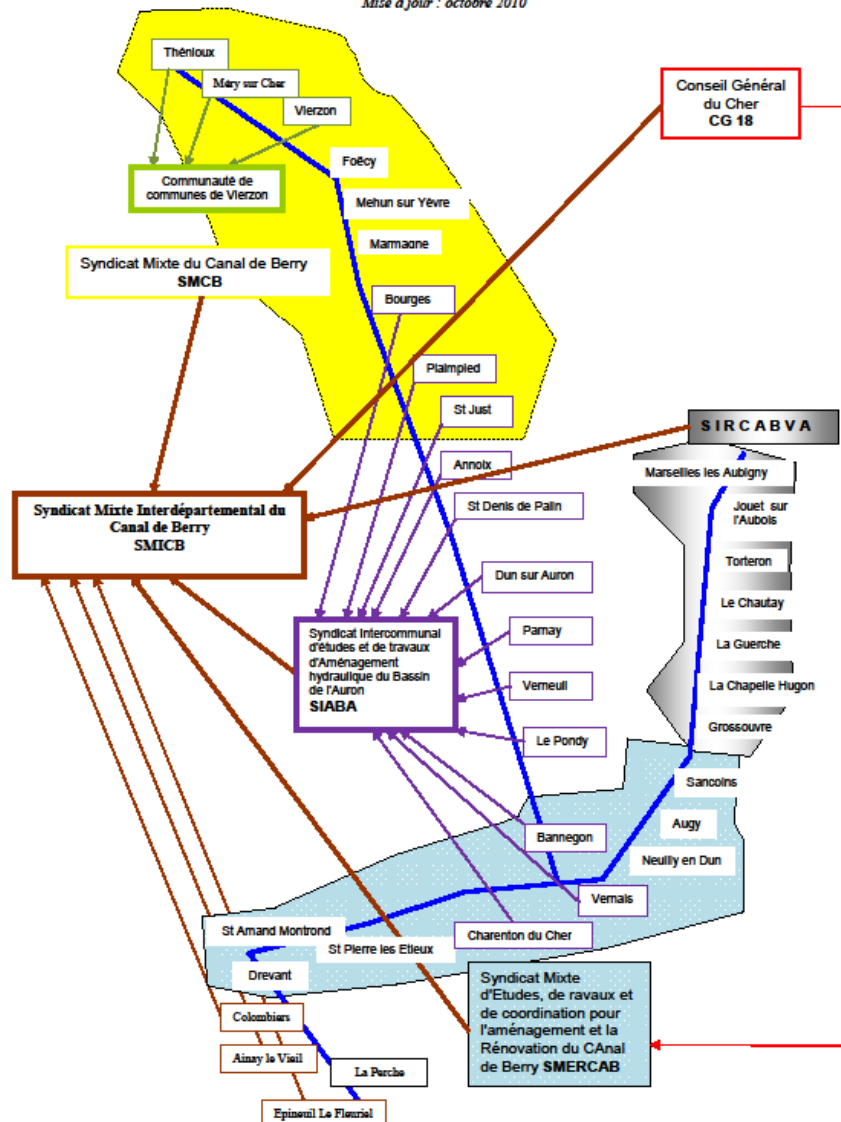 Mise à jour : octobre 2010
Thénioux
Méry sur Cher
Vierzon
Conseil Général
du Cher
CG 18
Foëcy
Communauté de
communes de Vierzon
Mehun sur Yèvre
Marmagne
Syndicat Mixte du Canal de Berry
SMCB
Bourges
Plaimpied
St Just
SIRCABVA
Annoix
Marseilles les Aubigny
St Denis de Palin
Jouet sur
l'Aubois
Syndicat Mixte Interdépartemental du
Canal de Berry
SMICB
Torteron
Dun sur Auron
Le Chautay
Syndicat Intercommunal
d'études et de travaux
d'Aménagement
hydraulique du Bassin
de l'Auron
SIABA
Parnay
La Guerche
Verneuil
La Chapelle Hugon
Le Pondy
Grossouvre
Sancoins
Augy
Bannegon
Neuilly en Dun
Vernais
St Amand Montrond
Charenton du Cher
St Pierre les Etieux
Drevant
Syndicat Mixte
d'Etudes, de ravaux et
de coordination pour
l'aménagement et la
Rénovation du CAnal
de Berry SMERCAB
Colombiers
Ainay le Vieil
La Perche
Epineuil Le Fleuriel